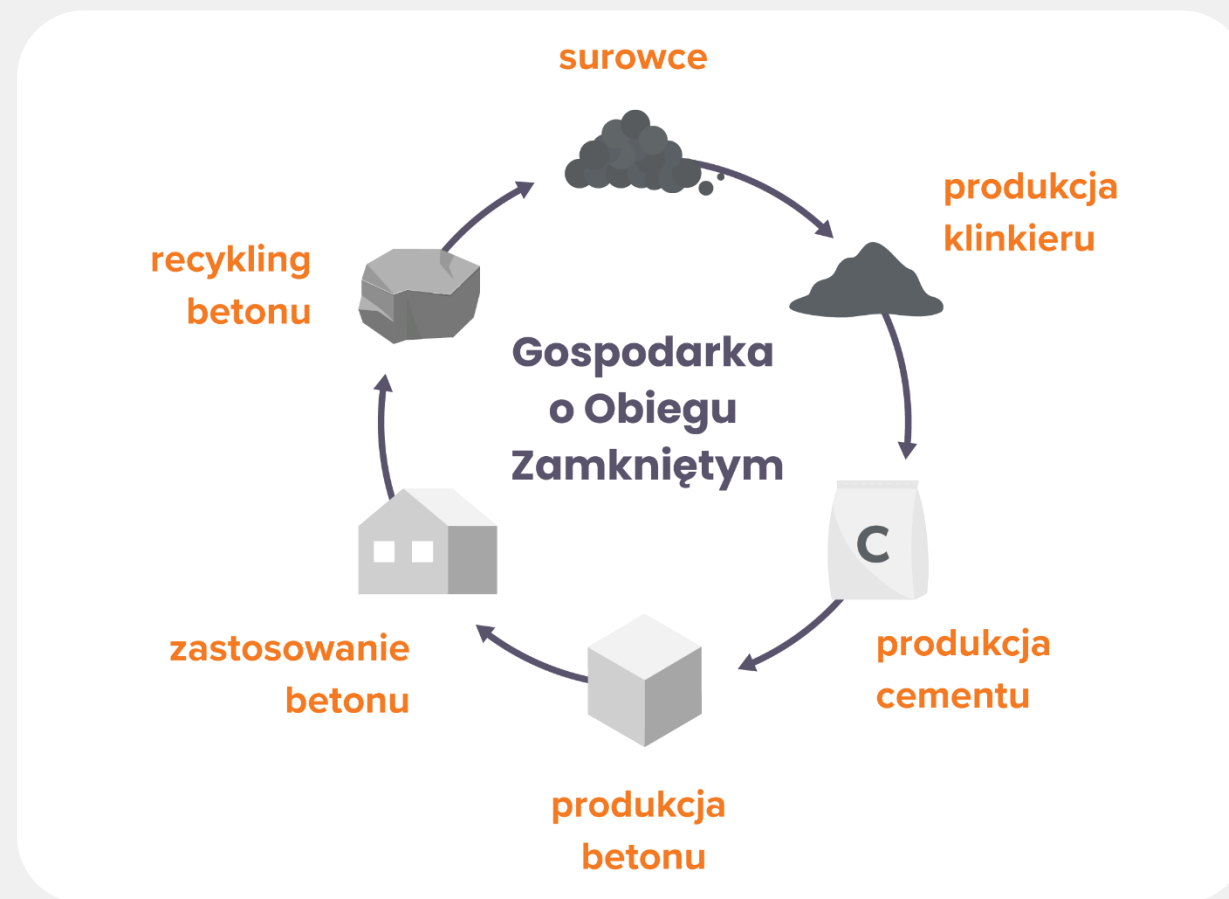 surowce
produkcja
klinkieru
recykling
betonu
Gospodarka
o Obiegu
Zamkniętym
C
produkcja
cementu
zastosowanie
betonu
produkcja
betonu